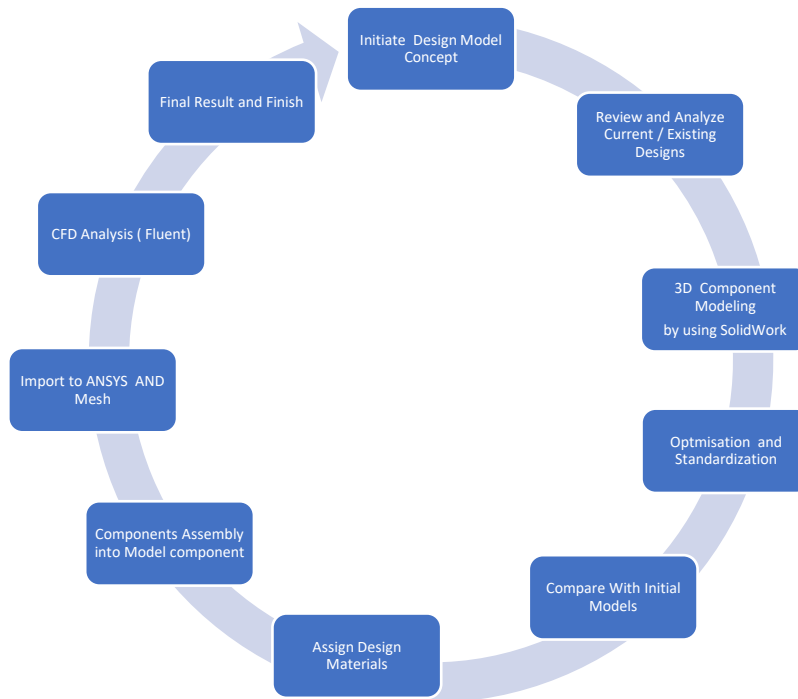 Initiate Design Model
Concept
Review and Analyze
Current / Existing
Designs
3D Component
Modeling
by using SolidWork
Optmisation and
Standardization
Compare With Initial
Models
Assign Design
Materials
Components Assembly
into Model component
Import to ANSYS AND
Mesh
CFD Analysis ( Fluent)
Final Result and Finish